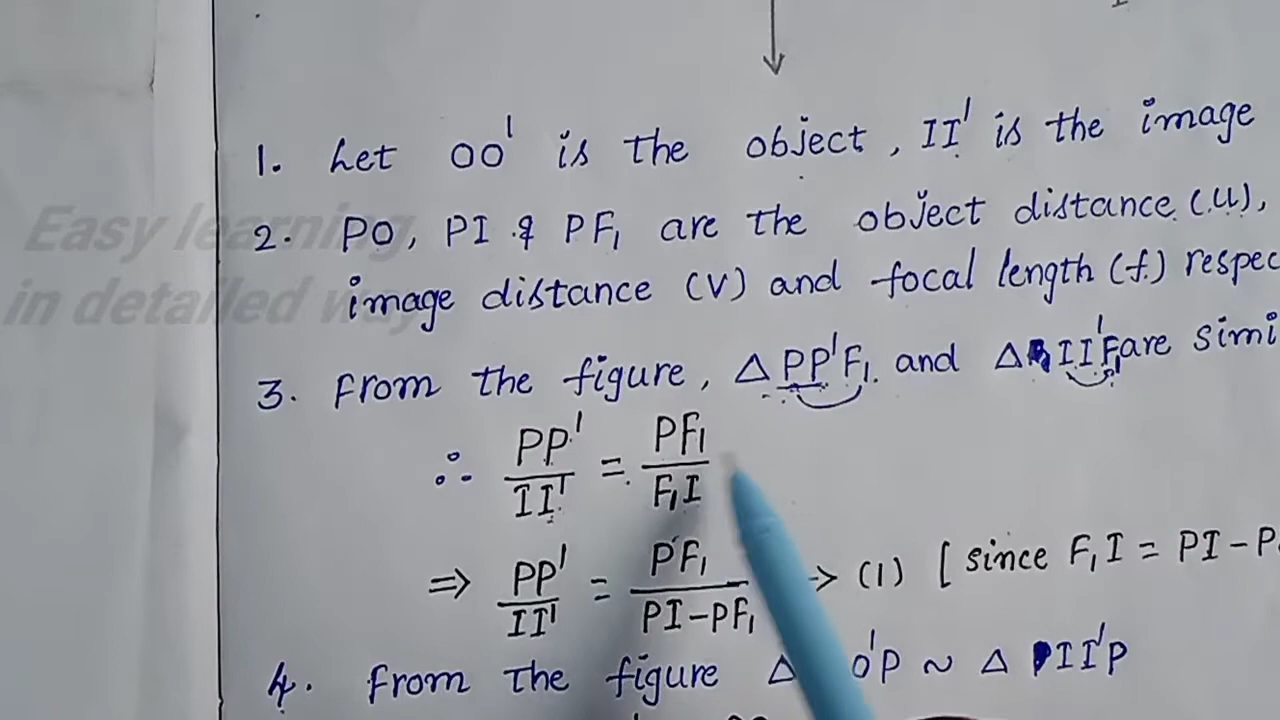 1. Let OO' is the object, II' is the image
2. PO, PI & PF₁ are the object distance (u),
image distance (v) and focal length (f)
3. From the figure, Δ PP'F₁ and Δ II'F₁ are
∴ PP'/II' = PF₁/F₁I
⇒ PP'/II' = PF₁/PI-PF₁ → (1) [since F₁I = PI-
4. From the figure Δ O'P ~ Δ II'P
Easy learning
in detailed way